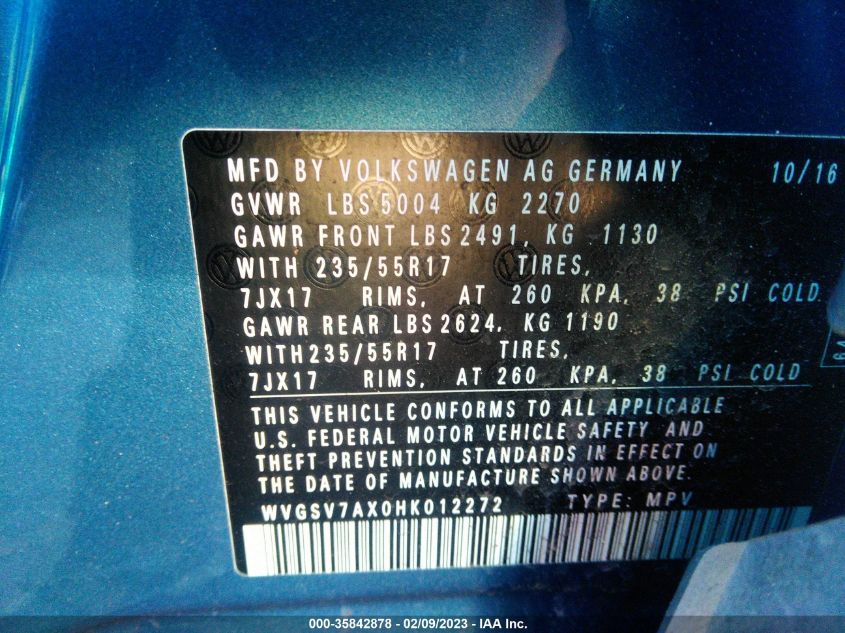 MFD BY VOLKSWAGEN AG GERMANY 10/16
GVWR LBS 5004 KG 2270
GAWR FRONT LBS 2491, KG 1130
WITH 235/55R17 TIRES,
7JX17 RIMS, AT 260 KPA, 38 PSI COLD
GAWR REAR LBS 2624, KG 1190
WITH 235/55R17 TIRES,
7JX17 RIMS, AT 260 KPA, 38 PSI COLD
THIS VEHICLE CONFORMS TO ALL APPLICABLE
U.S. FEDERAL MOTOR VEHICLE SAFETY AND
THEFT PREVENTION STANDARDS IN EFFECT ON
THE DATE OF MANUFACTURE SHOWN ABOVE.
WVGSV7AX0HK012272 TYPE: MPV
000-35842878 - 02/09/2023 - IAA Inc.